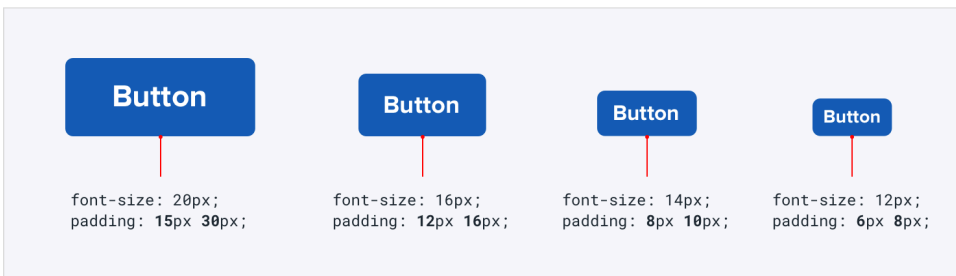 Button
Button
Button
Button
font-size: 20px;
padding: 15px 30px;
font-size: 16px;
padding: 12px 16px;
font-size: 14px;
padding: 8px 10px;
font-size: 12px;
padding: 6px 8px;